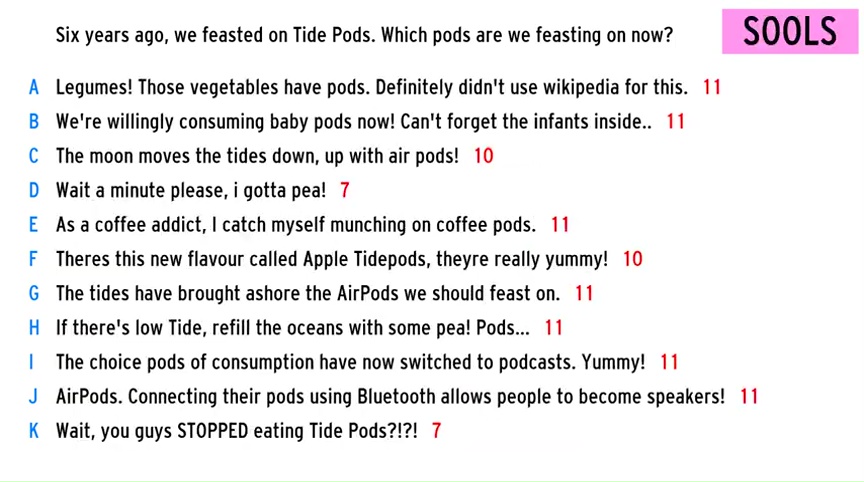 Six years ago, we feasted on Tide Pods. Which pods are we feasting on now?
SOOLS
A Legumes! Those vegetables have pods. Definitely didn't use wikipedia for this. 11
B We're willingly consuming baby pods now! Can't forget the infants inside.. 11
C The moon moves the tides down, up with air pods! 10
D Wait a minute please, i gotta pea! 7
E As a coffee addict, I catch myself munching on coffee pods. 11
F Theres this new flavour called Apple Tidepods, theyre really yummy! 10
G The tides have brought ashore the AirPods we should feast on. 11
H If there's low Tide, refill the oceans with some pea! Pods... 11
I The choice pods of consumption have now switched to podcasts. Yummy! 11
J AirPods. Connecting their pods using Bluetooth allows people to become speakers! 11
K Wait, you guys STOPPED eating Tide Pods?!?! 7